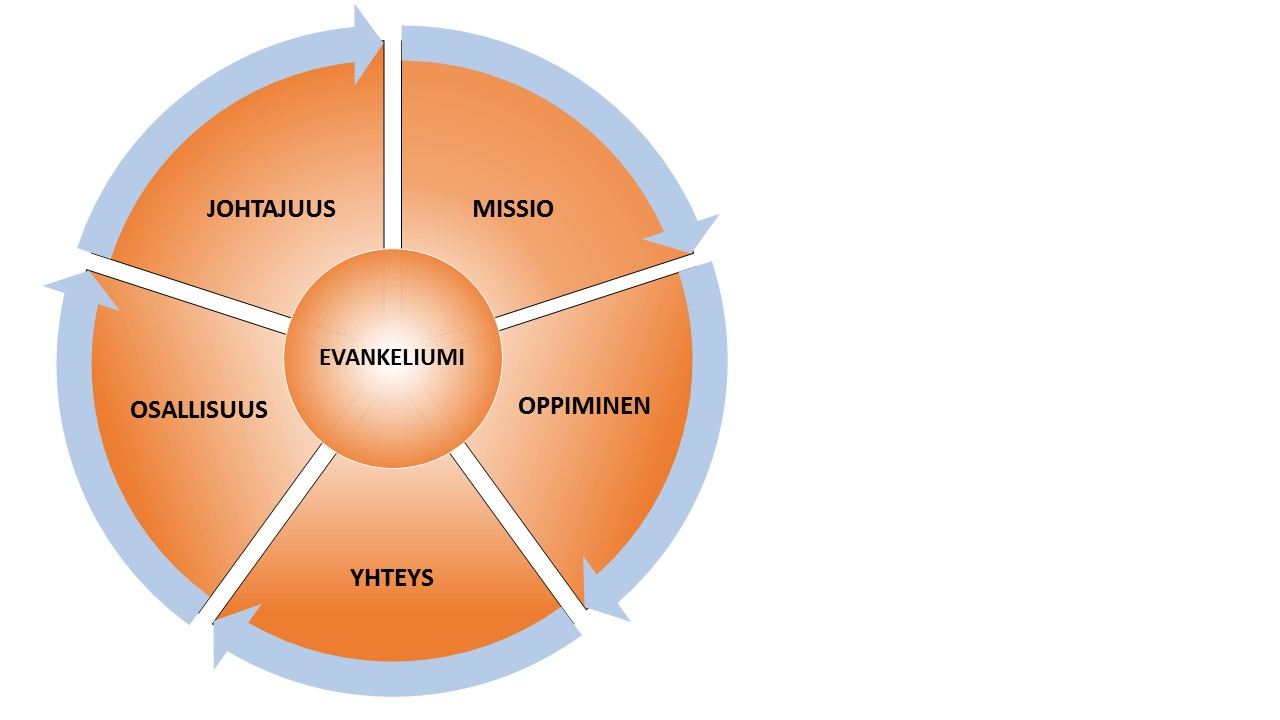 JOHTAJUUS
MISSIO
EVANKELIUMI
OSALLISUUS
OPPIMINEN
YHTEYS